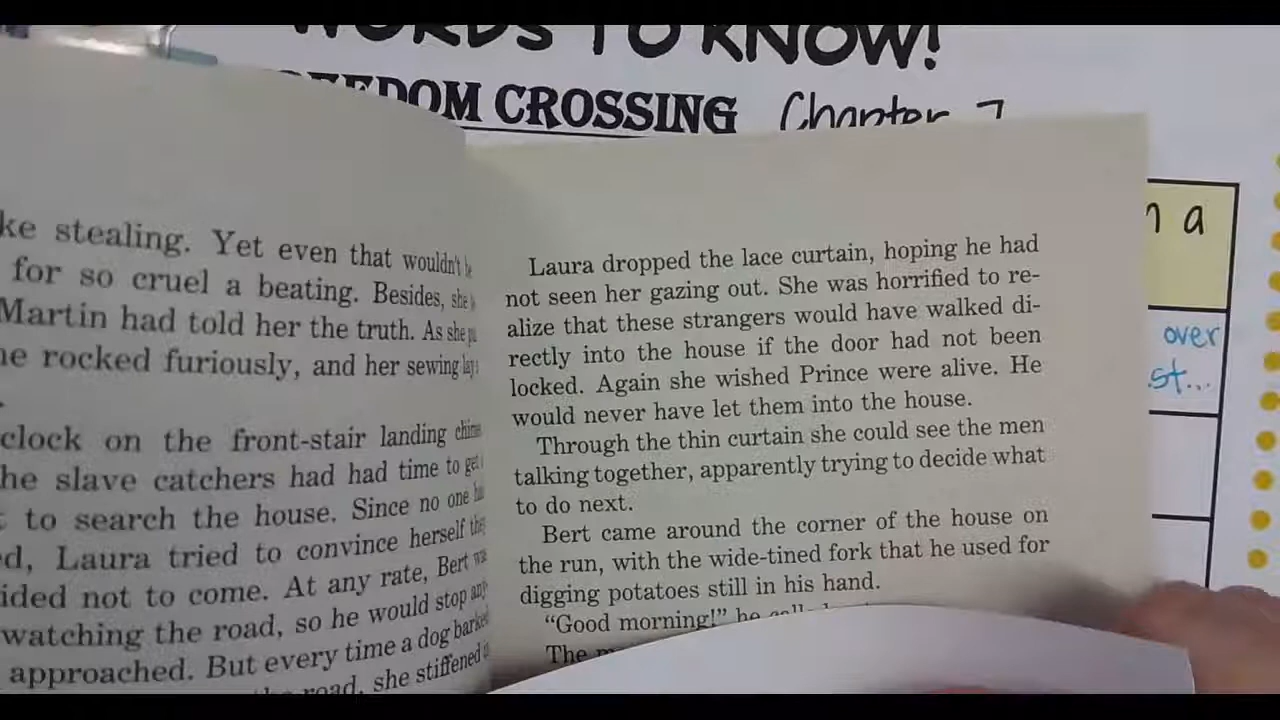 WORDS TO KNOW!
FREEDOM CROSSING Chapter 7
n a
over
st...
ke stealing. Yet even that wouldn't
for so cruel a beating. Besides, she
Martin had told her the truth. As she
he rocked furiously, and her sewing lay
clock on the front-stair landing
he slave catchers had had time to get
to search the house. Since no one
ed, Laura tried to convince herself
ided not to come. At any rate, Bert
watching the road, so he would stop
approached. But every time a dog barked
road, she stiffened
Laura dropped the lace curtain, hoping he had
not seen her gazing out. She was horrified to re-
alize that these strangers would have walked di-
rectly into the house if the door had not been
locked. Again she wished Prince were alive. He
would never have let them into the house.
Through the thin curtain she could see the men
talking together, apparently trying to decide what
to do next.
Bert came around the corner of the house on
the run, with the wide-tined fork that he used for
digging potatoes still in his hand.
"Good morning!" he
The